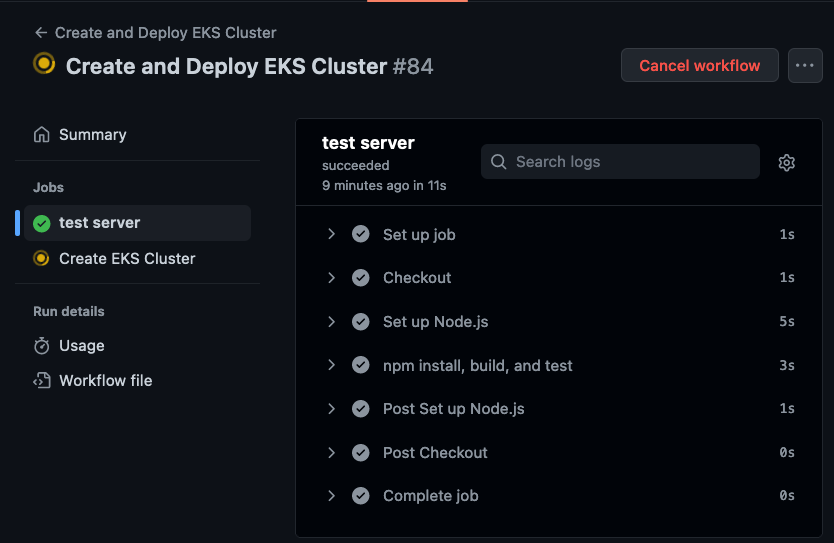 Create and Deploy EKS Cluster
Create and Deploy EKS Cluster #84
Cancel workflow
Summary
Jobs
test server
Create EKS Cluster
Run details
Usage
Workflow file
test server
succeeded
9 minutes ago in 11s
Search logs
Set up job 1s
Checkout 1s
Set up Node.js 5s
npm install, build, and test 3s
Post Set up Node.js 1s
Post Checkout 0s
Complete job 0s